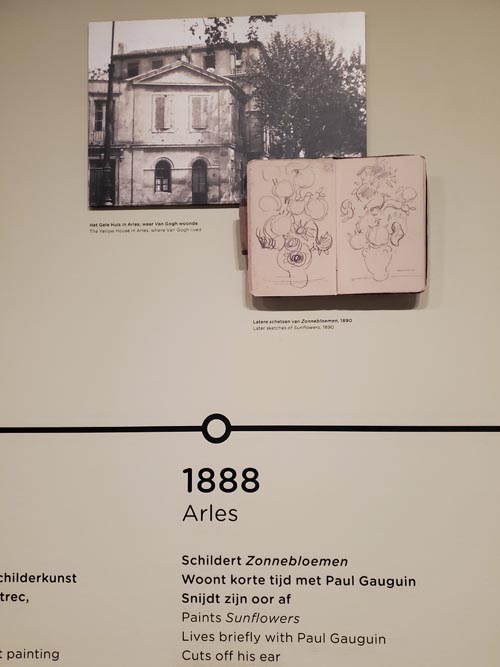 Het Gele Huis in Arles, waar Van Gogh woonde
The Yellow House in Arles, where Van Gogh lived
Latere schetsen van Zonnebloemen, 1890
Later sketches of Sunflowers, 1890
1888
Arles
Schildert Zonnebloemen
Woont korte tijd met Paul Gauguin
Snijdt zijn oor af
Paints Sunflowers
Lives briefly with Paul Gauguin
Cuts off his ear
childerkunst
trec,
t painting